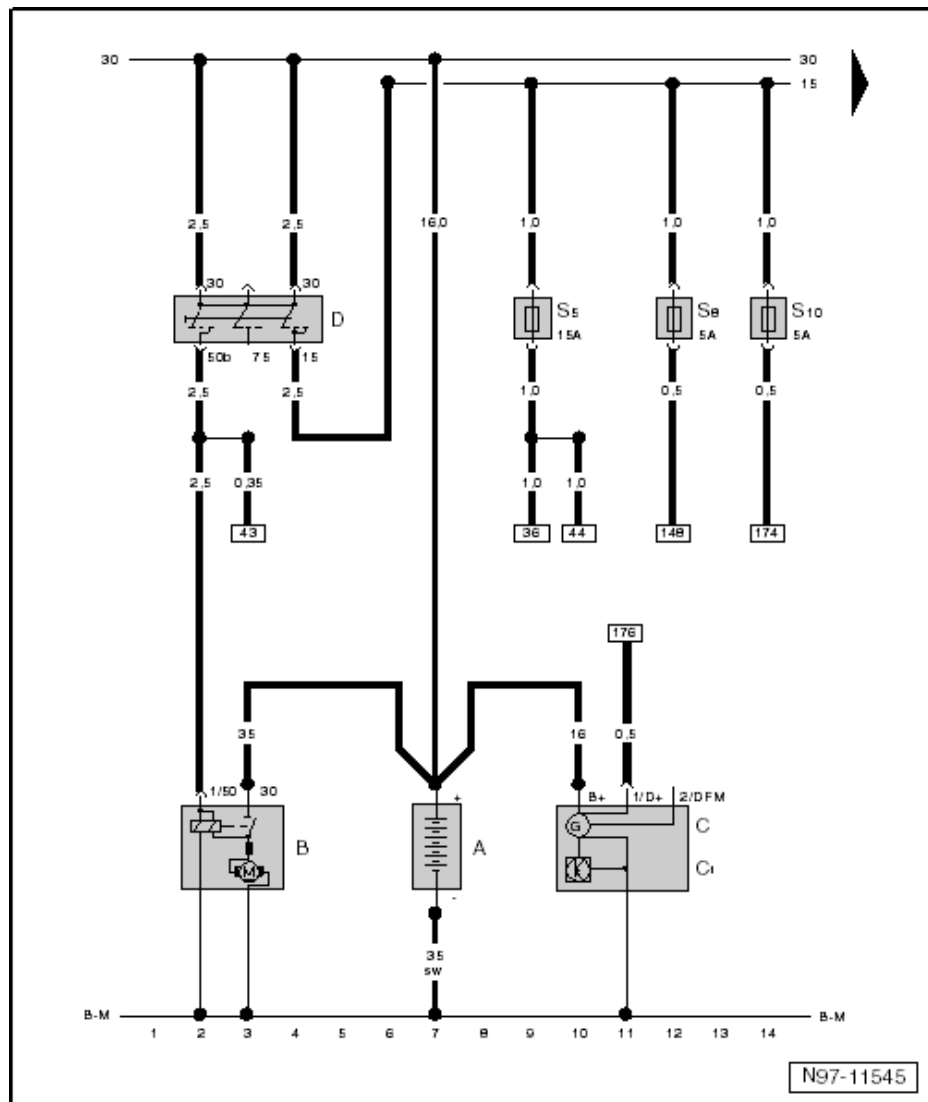 30 30
15
2,5 2,5 16,0 1,0 1,0 1,0
30 30
D S5 S8 S10
15A 5A 5A
50b 75 15
2,5 2,5 1,0 0,5 0,5
2,5 0,35 1,0 1,0
43 36 44 148 174
176
35 16 0,5
1/50 30 + B+ 1/D+ 2/DFM
G C
B M A C1
-
35
sw
B-M B-M
1 2 3 4 5 6 7 8 9 10 11 12 13 14
N97-11545